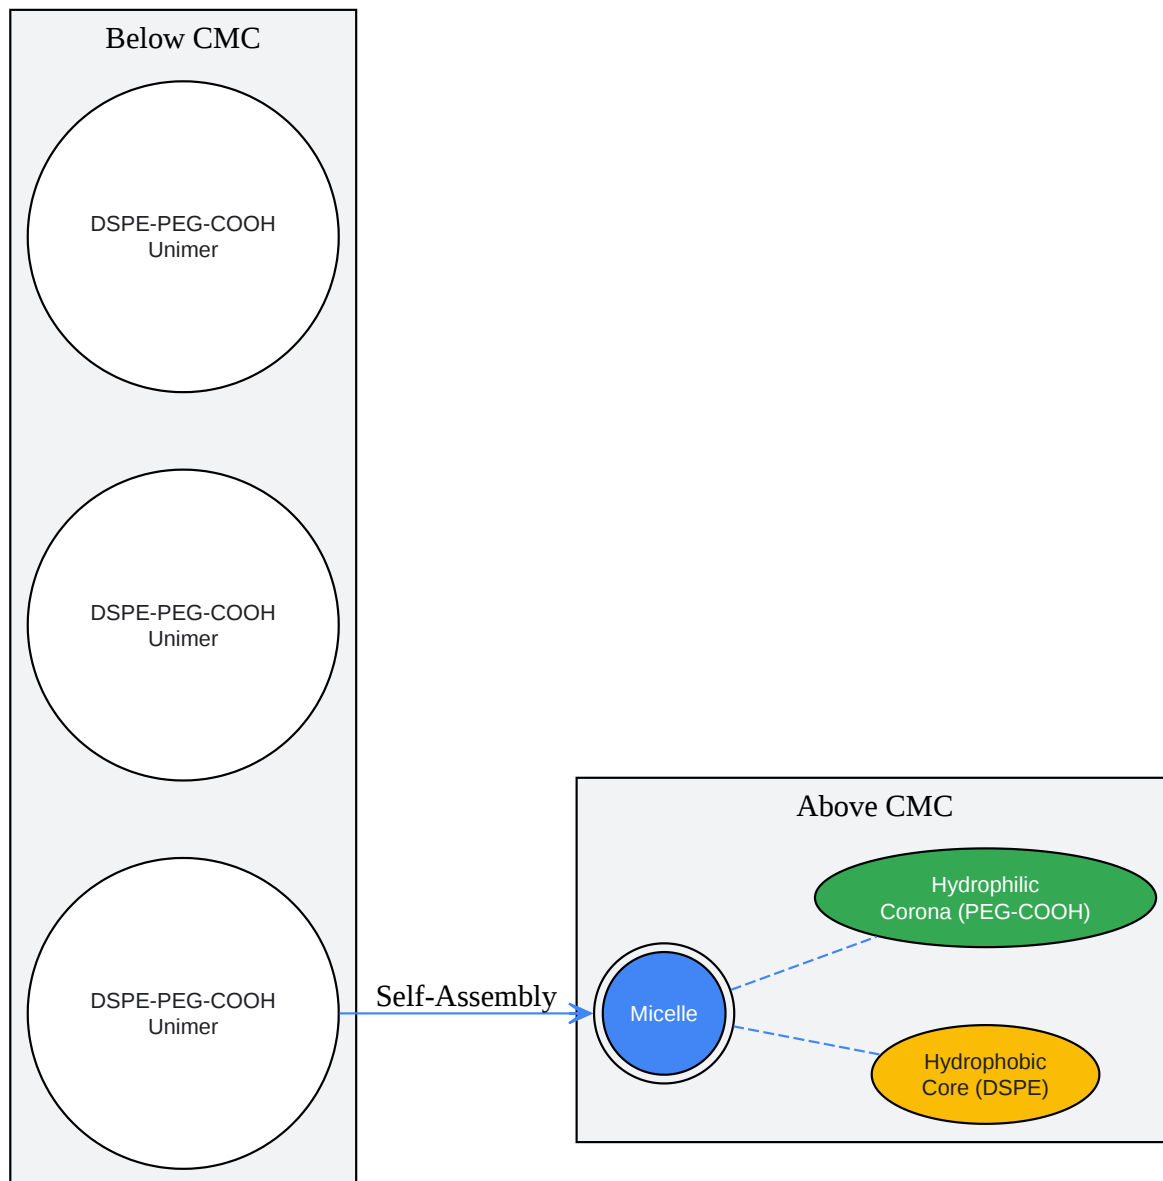 Below CMC
DSPE-PEG-COOH
Unimer
DSPE-PEG-COOH
Unimer
DSPE-PEG-COOH
Unimer
Self-Assembly
Above CMC
Hydrophilic
Corona (PEG-COOH)
Micelle
Hydrophobic
Core (DSPE)